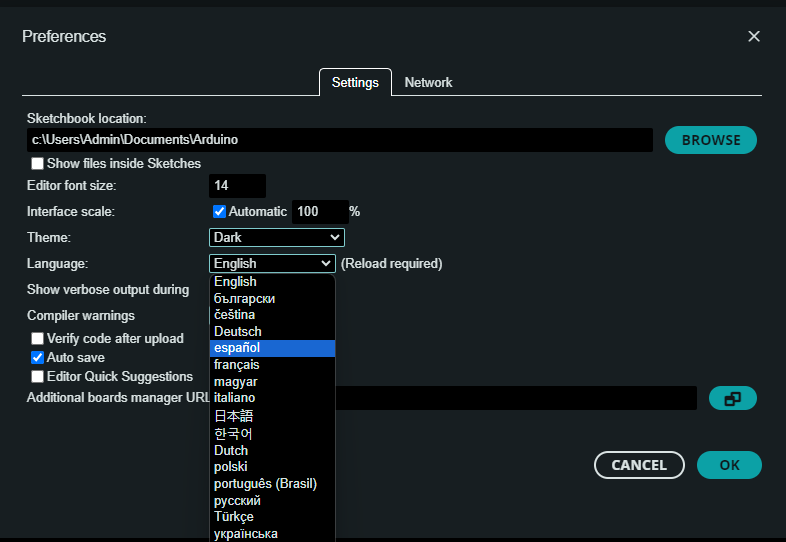 Preferences
Settings Network
Sketchbook location:
c:\Users\Admin\Documents\Arduino BROWSE
Show files inside Sketches
Editor font size: 14
Interface scale: Automatic 100 %
Theme: Dark
Language: English (Reload required)
Show verbose output during
Compiler warnings
Verify code after upload
Auto save
Editor Quick Suggestions
Additional boards manager URL
English
български
čeština
Deutsch
español
français
magyar
italiano
日本語
한국어
Dutch
polski
português (Brasil)
русский
Türkçe
українська
CANCEL OK